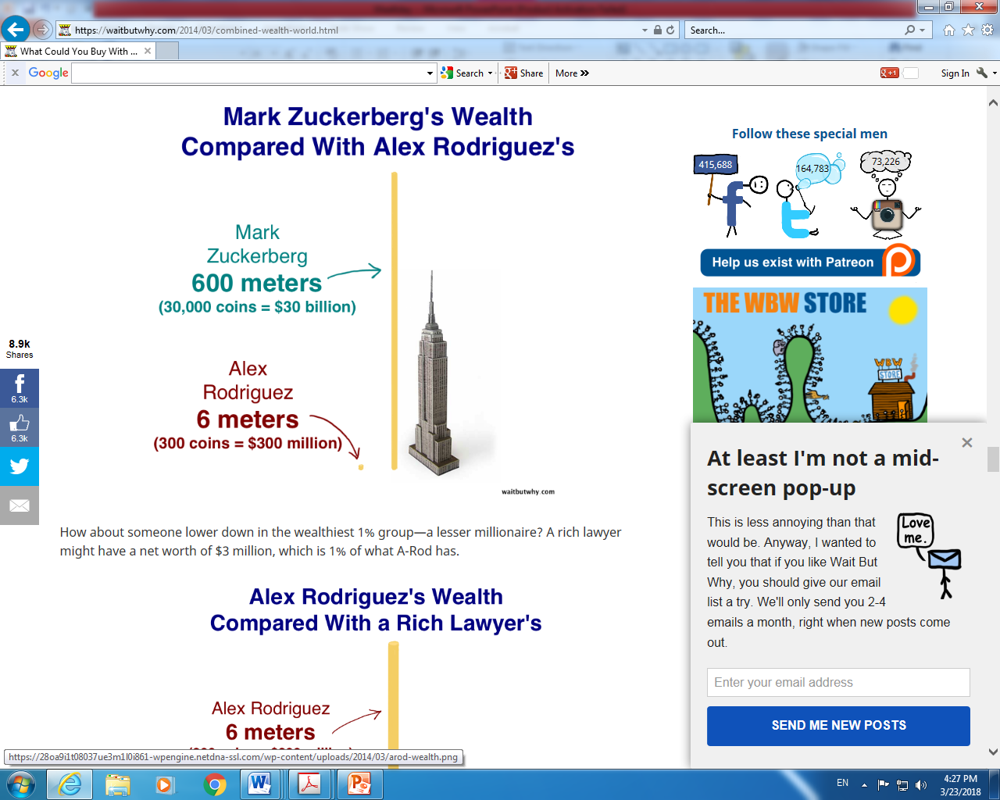 https://waitbutwhy.com/2014/03/combined-wealth-world.html
Search...
What Could You Buy With ...
x Google
Search
Share
More »
Sign In
Mark Zuckerberg's Wealth
Compared With Alex Rodriguez's
Mark
Zuckerberg
600 meters
(30,000 coins = $30 billion)
Alex
Rodriguez
6 meters
(300 coins = $300 million)
waitbutwhy.com
8.9k
Shares
6.3k
6.3k
How about someone lower down in the wealthiest 1% group—a lesser millionaire? A rich lawyer
might have a net worth of $3 million, which is 1% of what A-Rod has.
Alex Rodriguez's Wealth
Compared With a Rich Lawyer's
Alex Rodriguez
6 meters
Follow these special men
415,688
164,783
73,226
Help us exist with Patreon
THE WBW STORE
WBW
STORE
At least I'm not a mid-
screen pop-up
This is less annoying than that
would be. Anyway, I wanted to
tell you that if you like Wait But
Why, you should give our email
list a try. We'll only send you 2-4
emails a month, right when new posts come
out.
Love
me.
Enter your email address
SEND ME NEW POSTS
https://28oa9i1t08037ue3m1l0i861-wpengine.netdna-ssl.com/wp-content/uploads/2014/03/arod-wealth.png
EN
4:27 PM
3/23/2018